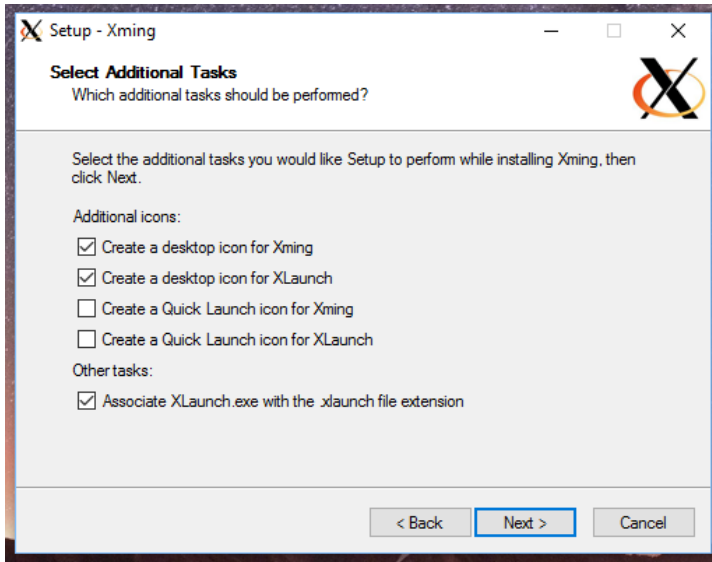 Setup - Xming
Select Additional Tasks
Which additional tasks should be performed?
Select the additional tasks you would like Setup to perform while installing Xming, then
click Next.
Additional icons:
Create a desktop icon for Xming
Create a desktop icon for XLaunch
Create a Quick Launch icon for Xming
Create a Quick Launch icon for XLaunch
Other tasks:
Associate XLaunch.exe with the .xlaunch file extension
< Back
Next >
Cancel